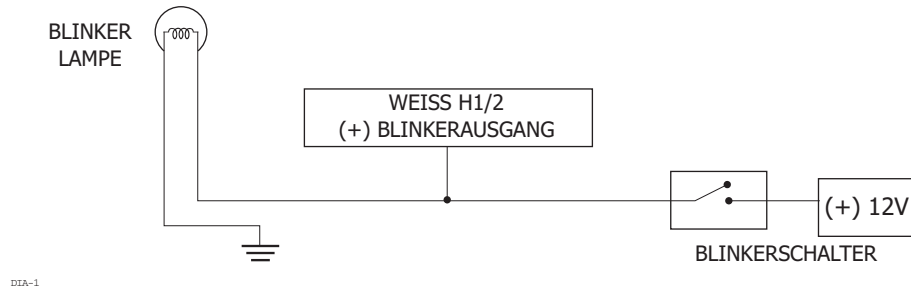 BLINKER
LAMPE
WEISS H1/2
(+) BLINKERAUSGANG
(+) 12V
BLINKERSCHALTER
DIA-1